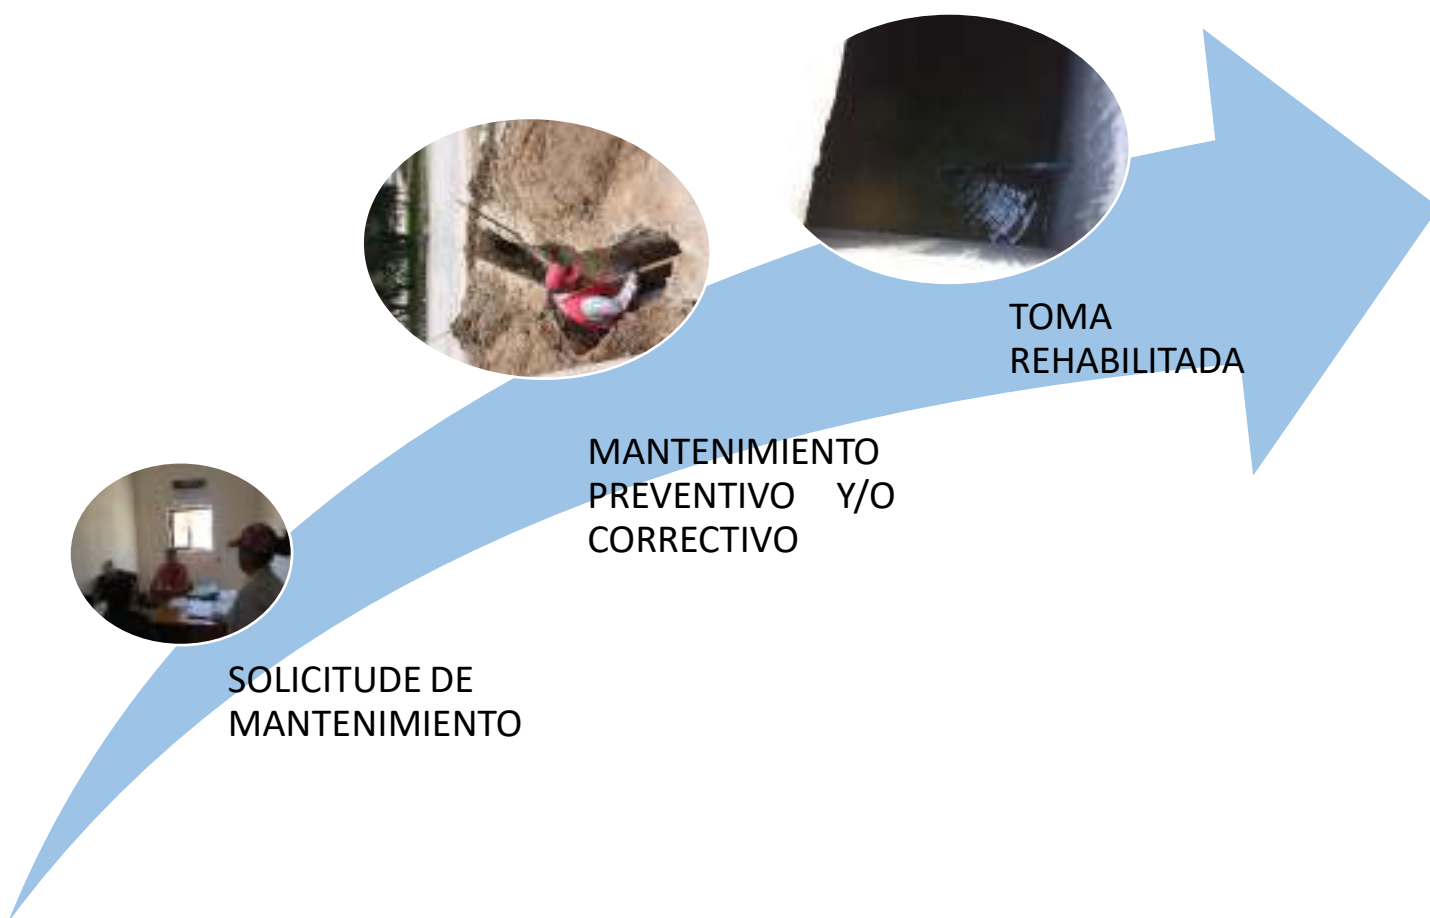 SOLICITUDE DE
MANTENIMIENTO
MANTENIMIENTO
PREVENTIVO Y/O
CORRECTIVO
TOMA
REHABILITADA